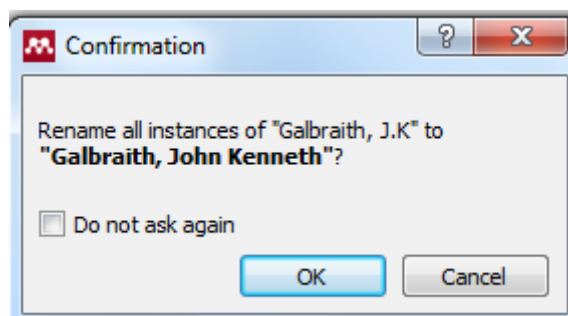 Confirmation
Rename all instances of "Galbraith, J.K" to
"Galbraith, John Kenneth"?
Do not ask again
OK Cancel